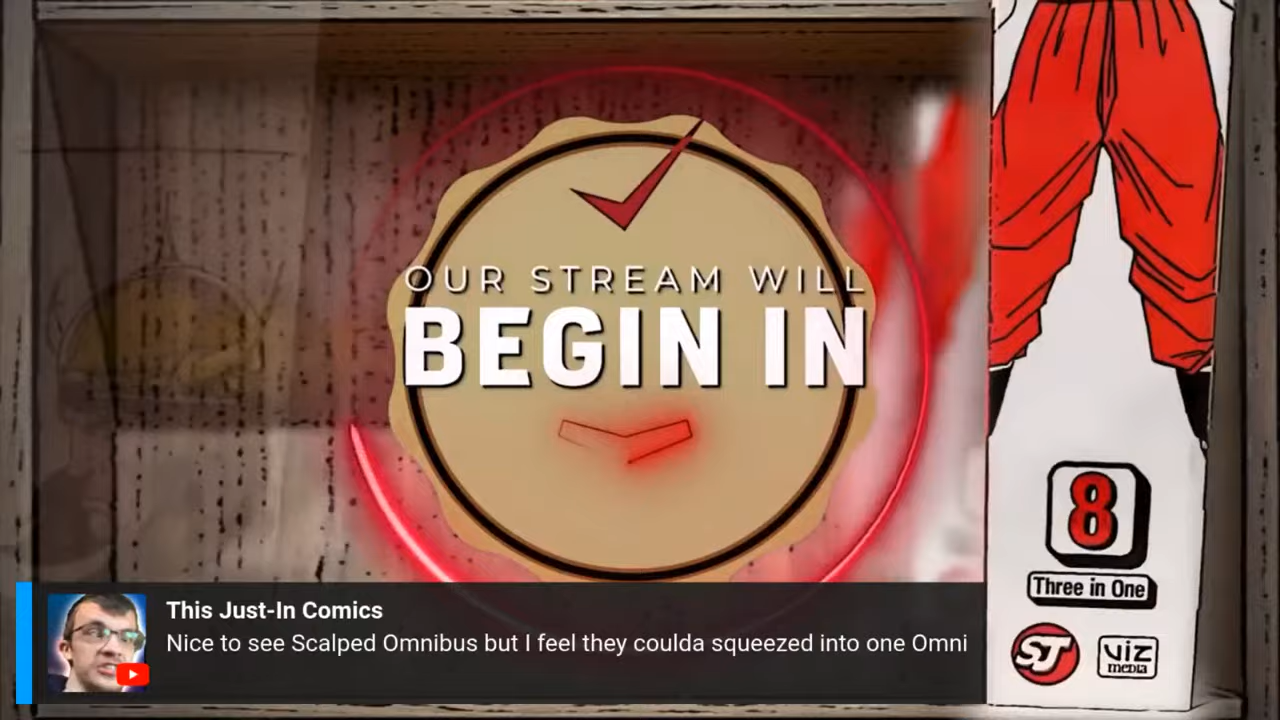 OUR STREAM WILL
BEGIN IN
8
Three in One
SJ
VIZ
media
This Just-In Comics
Nice to see Scalped Omnibus but I feel they coulda squeezed into one Omni